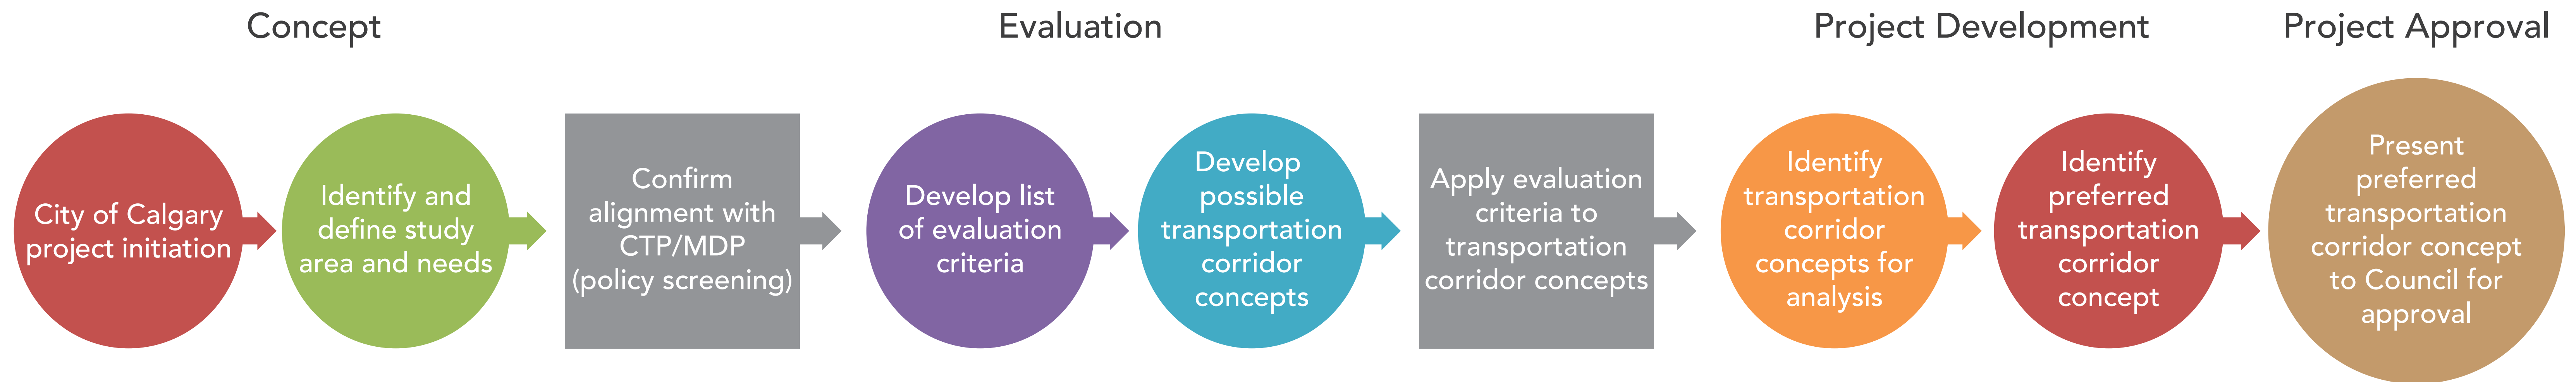 Concept
Evaluation
Project Development
Project Approval
City of Calgary
project initiation
Identify and
define study
area and needs
Confirm
alignment with
CTP/MDP
(policy screening)
Develop list
of evaluation
criteria
Develop
possible
transportation
corridor
concepts
Apply evaluation
criteria to
transportation
corridor concepts
Identify
transportation
corridor
concepts for
analysis
Identify
preferred
transportation
corridor
concept
Present
preferred
transportation
corridor concept
to Council for
approval